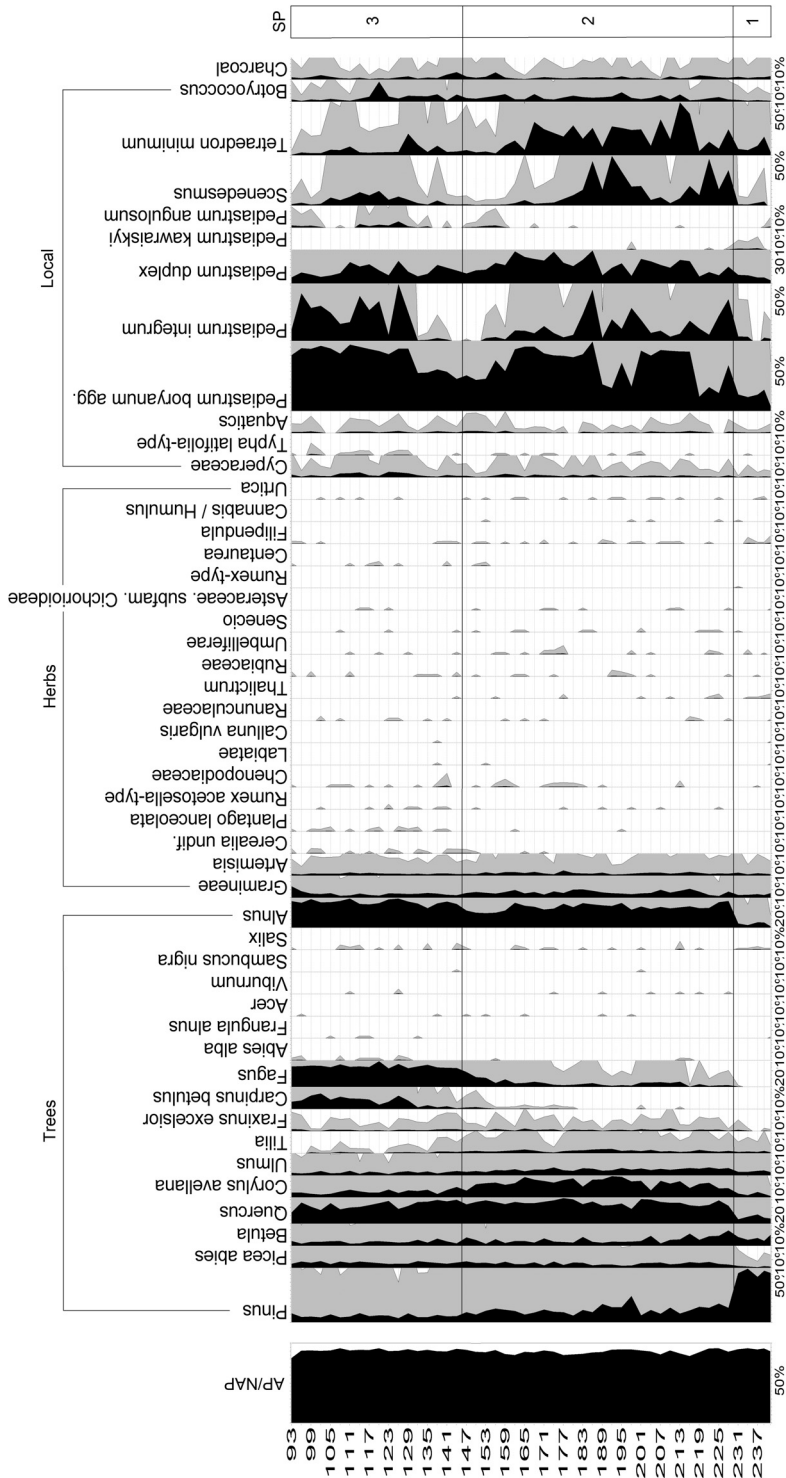 Trees
Herbs
Local
SP
AP/NAP
Pinus
Picea abies
Betula
Quercus
Corylus avellana
Ulmus
Tilia
Fraxinus excelsior
Carpinus betulus
Fagus
Abies alba
Frangula alnus
Acer
Viburnum
Sambucus nigra
Salix
Alnus
Gramineae
Artemisia
Cerealia undif.
Plantago lanceolata
Rumex acetosella-type
Chenopodiaceae
Labiatae
Calluna vulgaris
Ranunculaceae
Thalictrum
Rubiaceae
Umbelliferae
Senecio
Asteraceae. subfam. Cichorioideae
Rumex-type
Centaurea
Filipendula
Cannabis / Humulus
Urtica
Cyperaceae
Typha latifolia-type
Aquatics
Pediastrum boryanum agg.
Pediastrum integrum
Pediastrum duplex
Pediastrum kawraiskyi
Pediastrum angulosum
Scenedesmus
Tetraedron minimum
Botryococcus
Charcoal
93
99
105
111
117
123
129
135
141
147
153
159
165
171
177
183
189
195
201
207
213
219
225
231
237
3
2
1
50%
50%
50%
50%